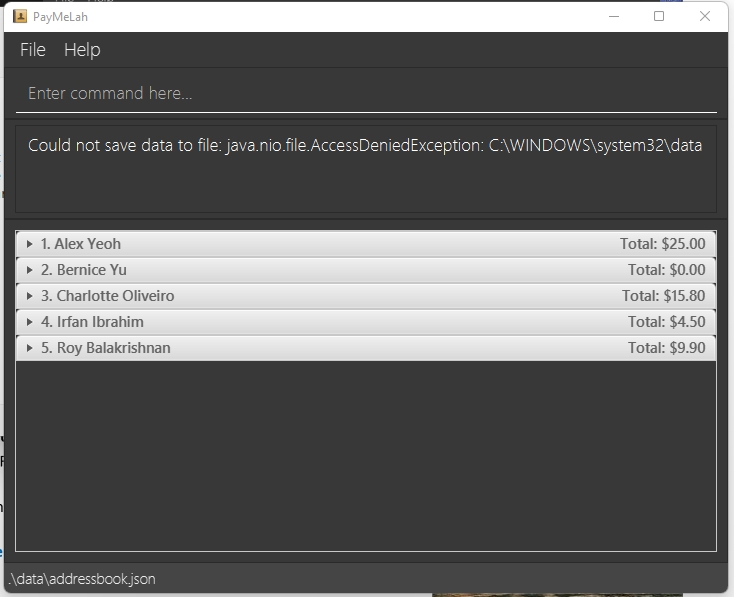 PayMeLah
File Help
Enter command here...
Could not save data to file: java.nio.file.AccessDeniedException: C:\WINDOWS\system32\data
1. Alex Yeoh Total: $25.00
2. Bernice Yu Total: $0.00
3. Charlotte Oliveiro Total: $15.80
4. Irfan Ibrahim Total: $4.50
5. Roy Balakrishnan Total: $9.90
.\data\addressbook.json